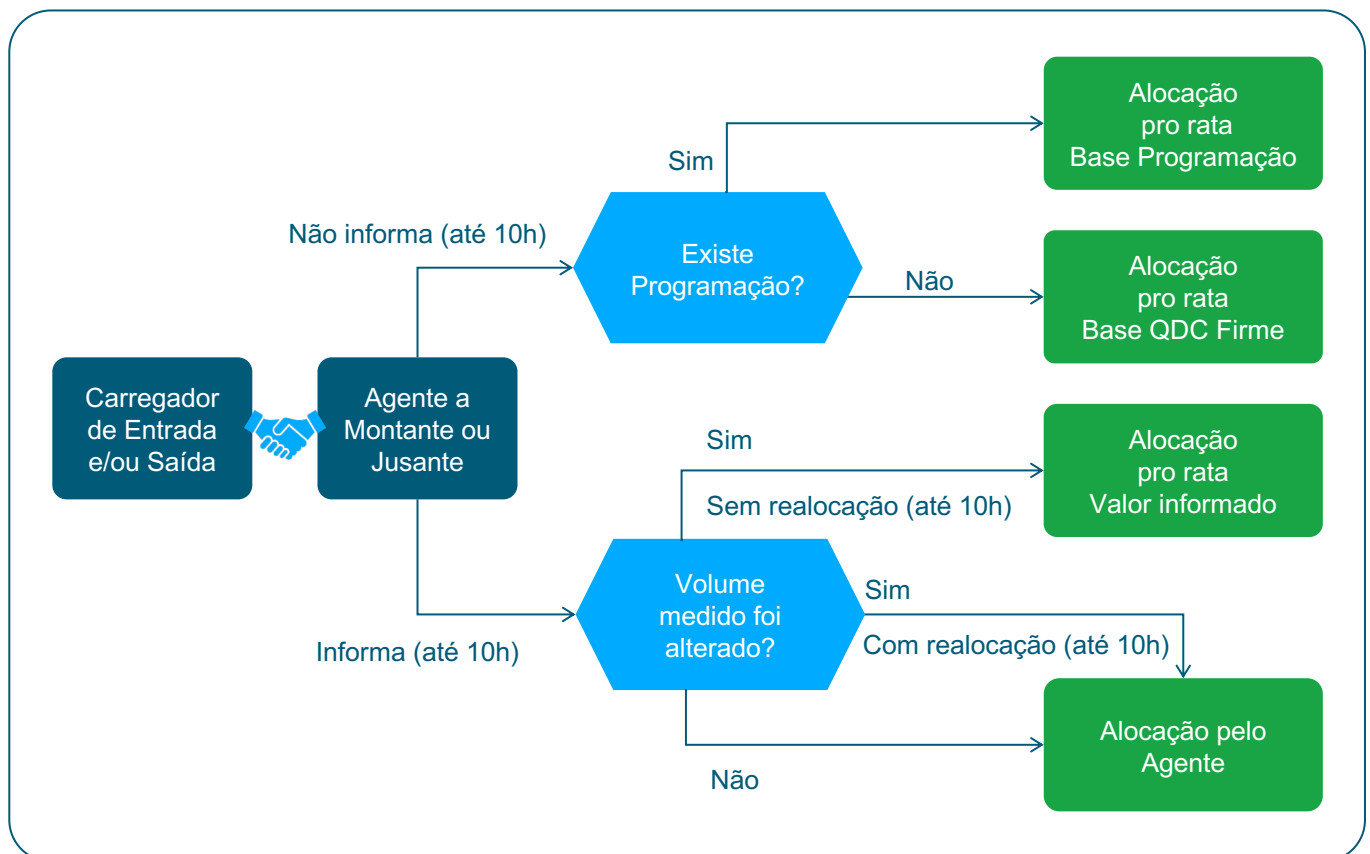 Alocação
pro rata
Base Programação
Sim
Não informa (até 10h)
Existe
Programação?
Não
Alocação
pro rata
Base QDC Firme
Carregador
de Entrada
e/ou Saída
Agente a
Montante ou
Jusante
Sim
Sem realocação (até 10h)
Alocação
pro rata
Valor informado
Informa (até 10h)
Volume
medido foi
alterado?
Sim
Com realocação (até 10h)
Não
Alocação pelo
Agente